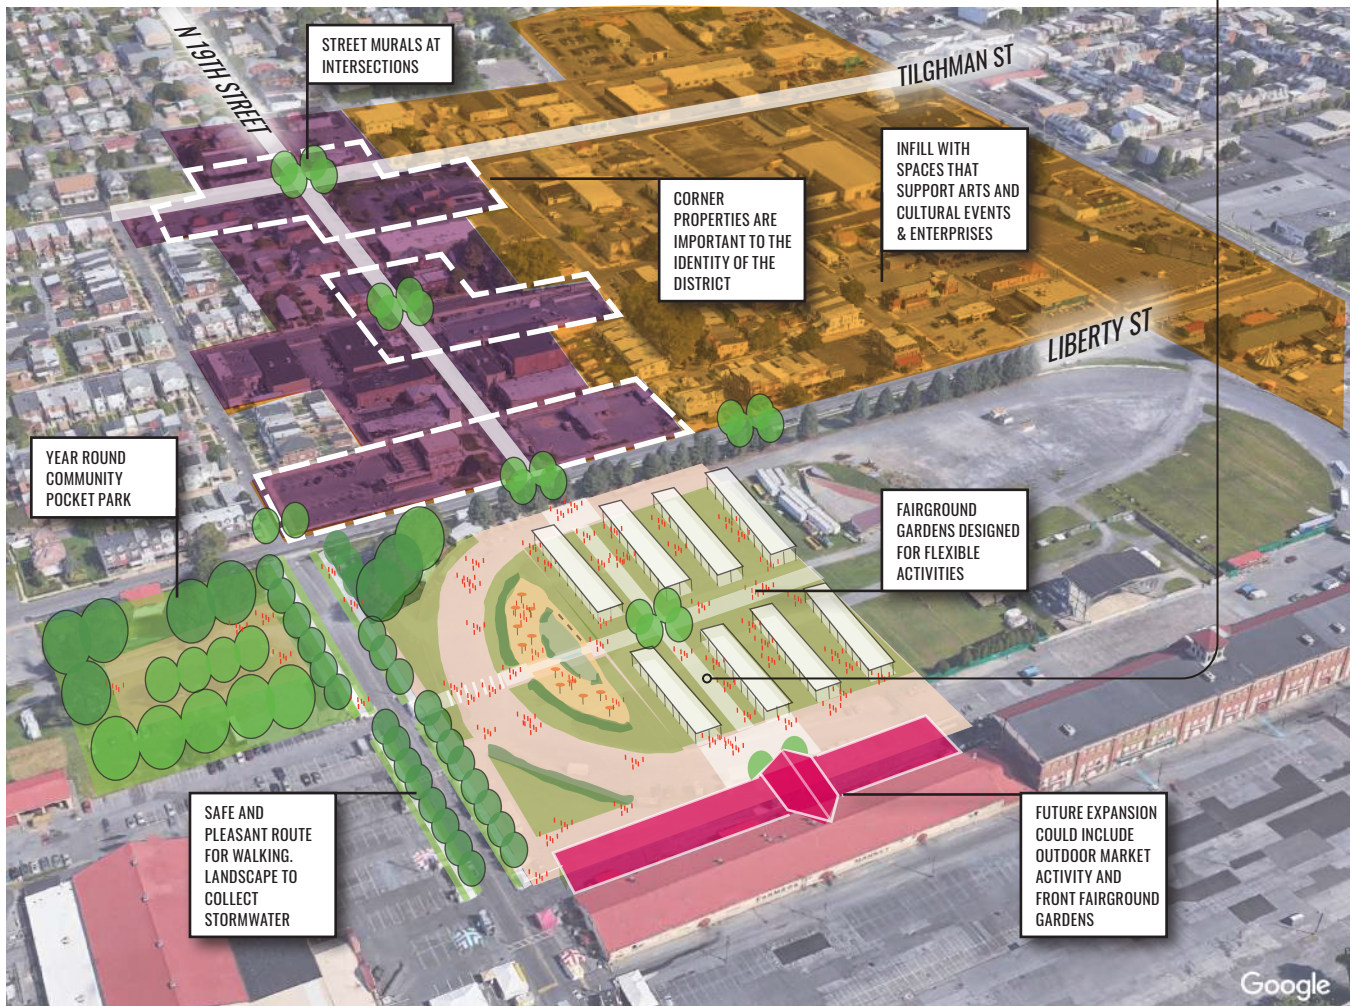 N 19TH STREET
STREET MURALS AT
INTERSECTIONS
TILGHMAN ST
INFILL WITH
SPACES THAT
SUPPORT ARTS AND
CULTURAL EVENTS
& ENTERPRISES
CORNER
PROPERTIES ARE
IMPORTANT TO THE
IDENTITY OF THE
DISTRICT
LIBERTY ST
YEAR ROUND
COMMUNITY
POCKET PARK
FAIRGROUND
GARDENS DESIGNED
FOR FLEXIBLE
ACTIVITIES
SAFE AND
PLEASANT ROUTE
FOR WALKING.
LANDSCAPE TO
COLLECT
STORMWATER
FUTURE EXPANSION
COULD INCLUDE
OUTDOOR MARKET
ACTIVITY AND
FRONT FAIRGROUND
GARDENS
FARMERS MARKET
Google